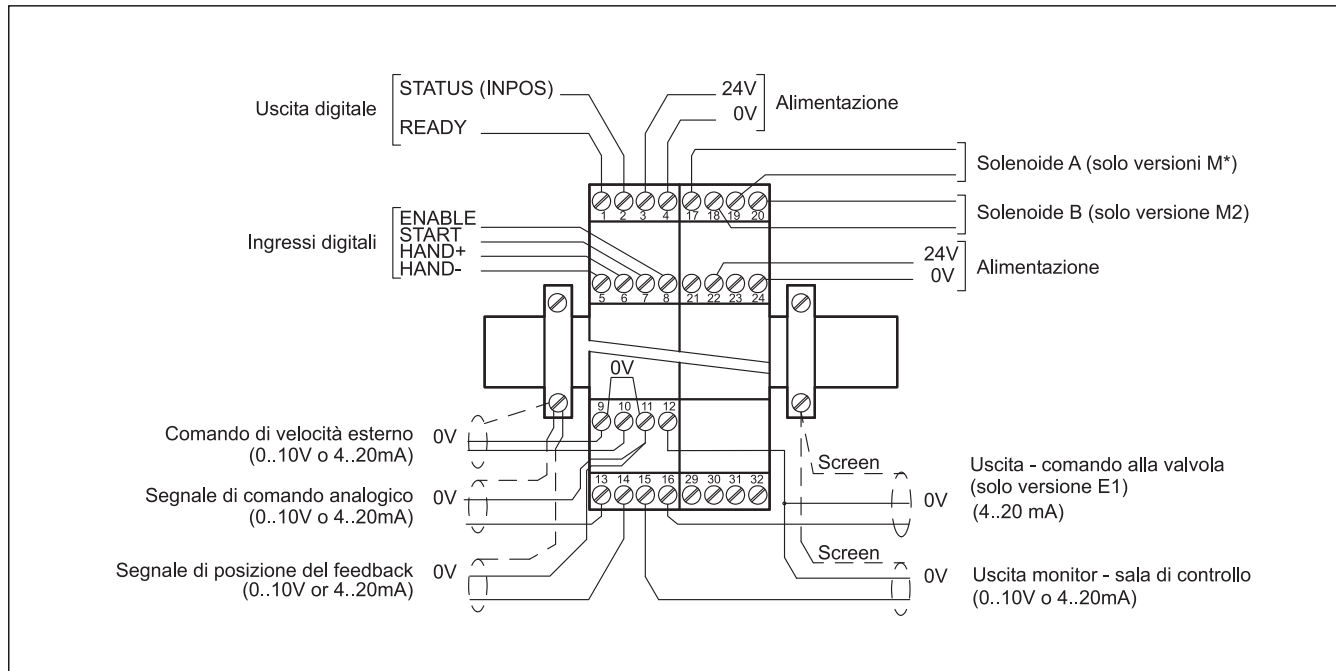 STATUS (INPOS)
Uscita digitale
READY
24V
0V
Alimentazione
Solenoide A (solo versioni M*)
1 2 3 4 17 18 19 20
Solenoide B (solo versione M2)
ENABLE
START
Ingressi digitali
HAND+
HAND-
24V
0V
Alimentazione
5 6 7 8 21 22 23 24
0V
9 10 11 12
Comando di velocità esterno
(0..10V o 4..20mA)
0V
Segnale di comando analogico
(0..10V o 4..20mA)
0V
13 14 15 16 29 30 31 32
Screen
Uscita - comando alla valvola
(solo versione E1)
(4..20 mA)
0V
Segnale di posizione del feedback
(0..10V or 4..20mA)
0V
Screen
0V
Uscita monitor - sala di controllo
(0..10V o 4..20mA)